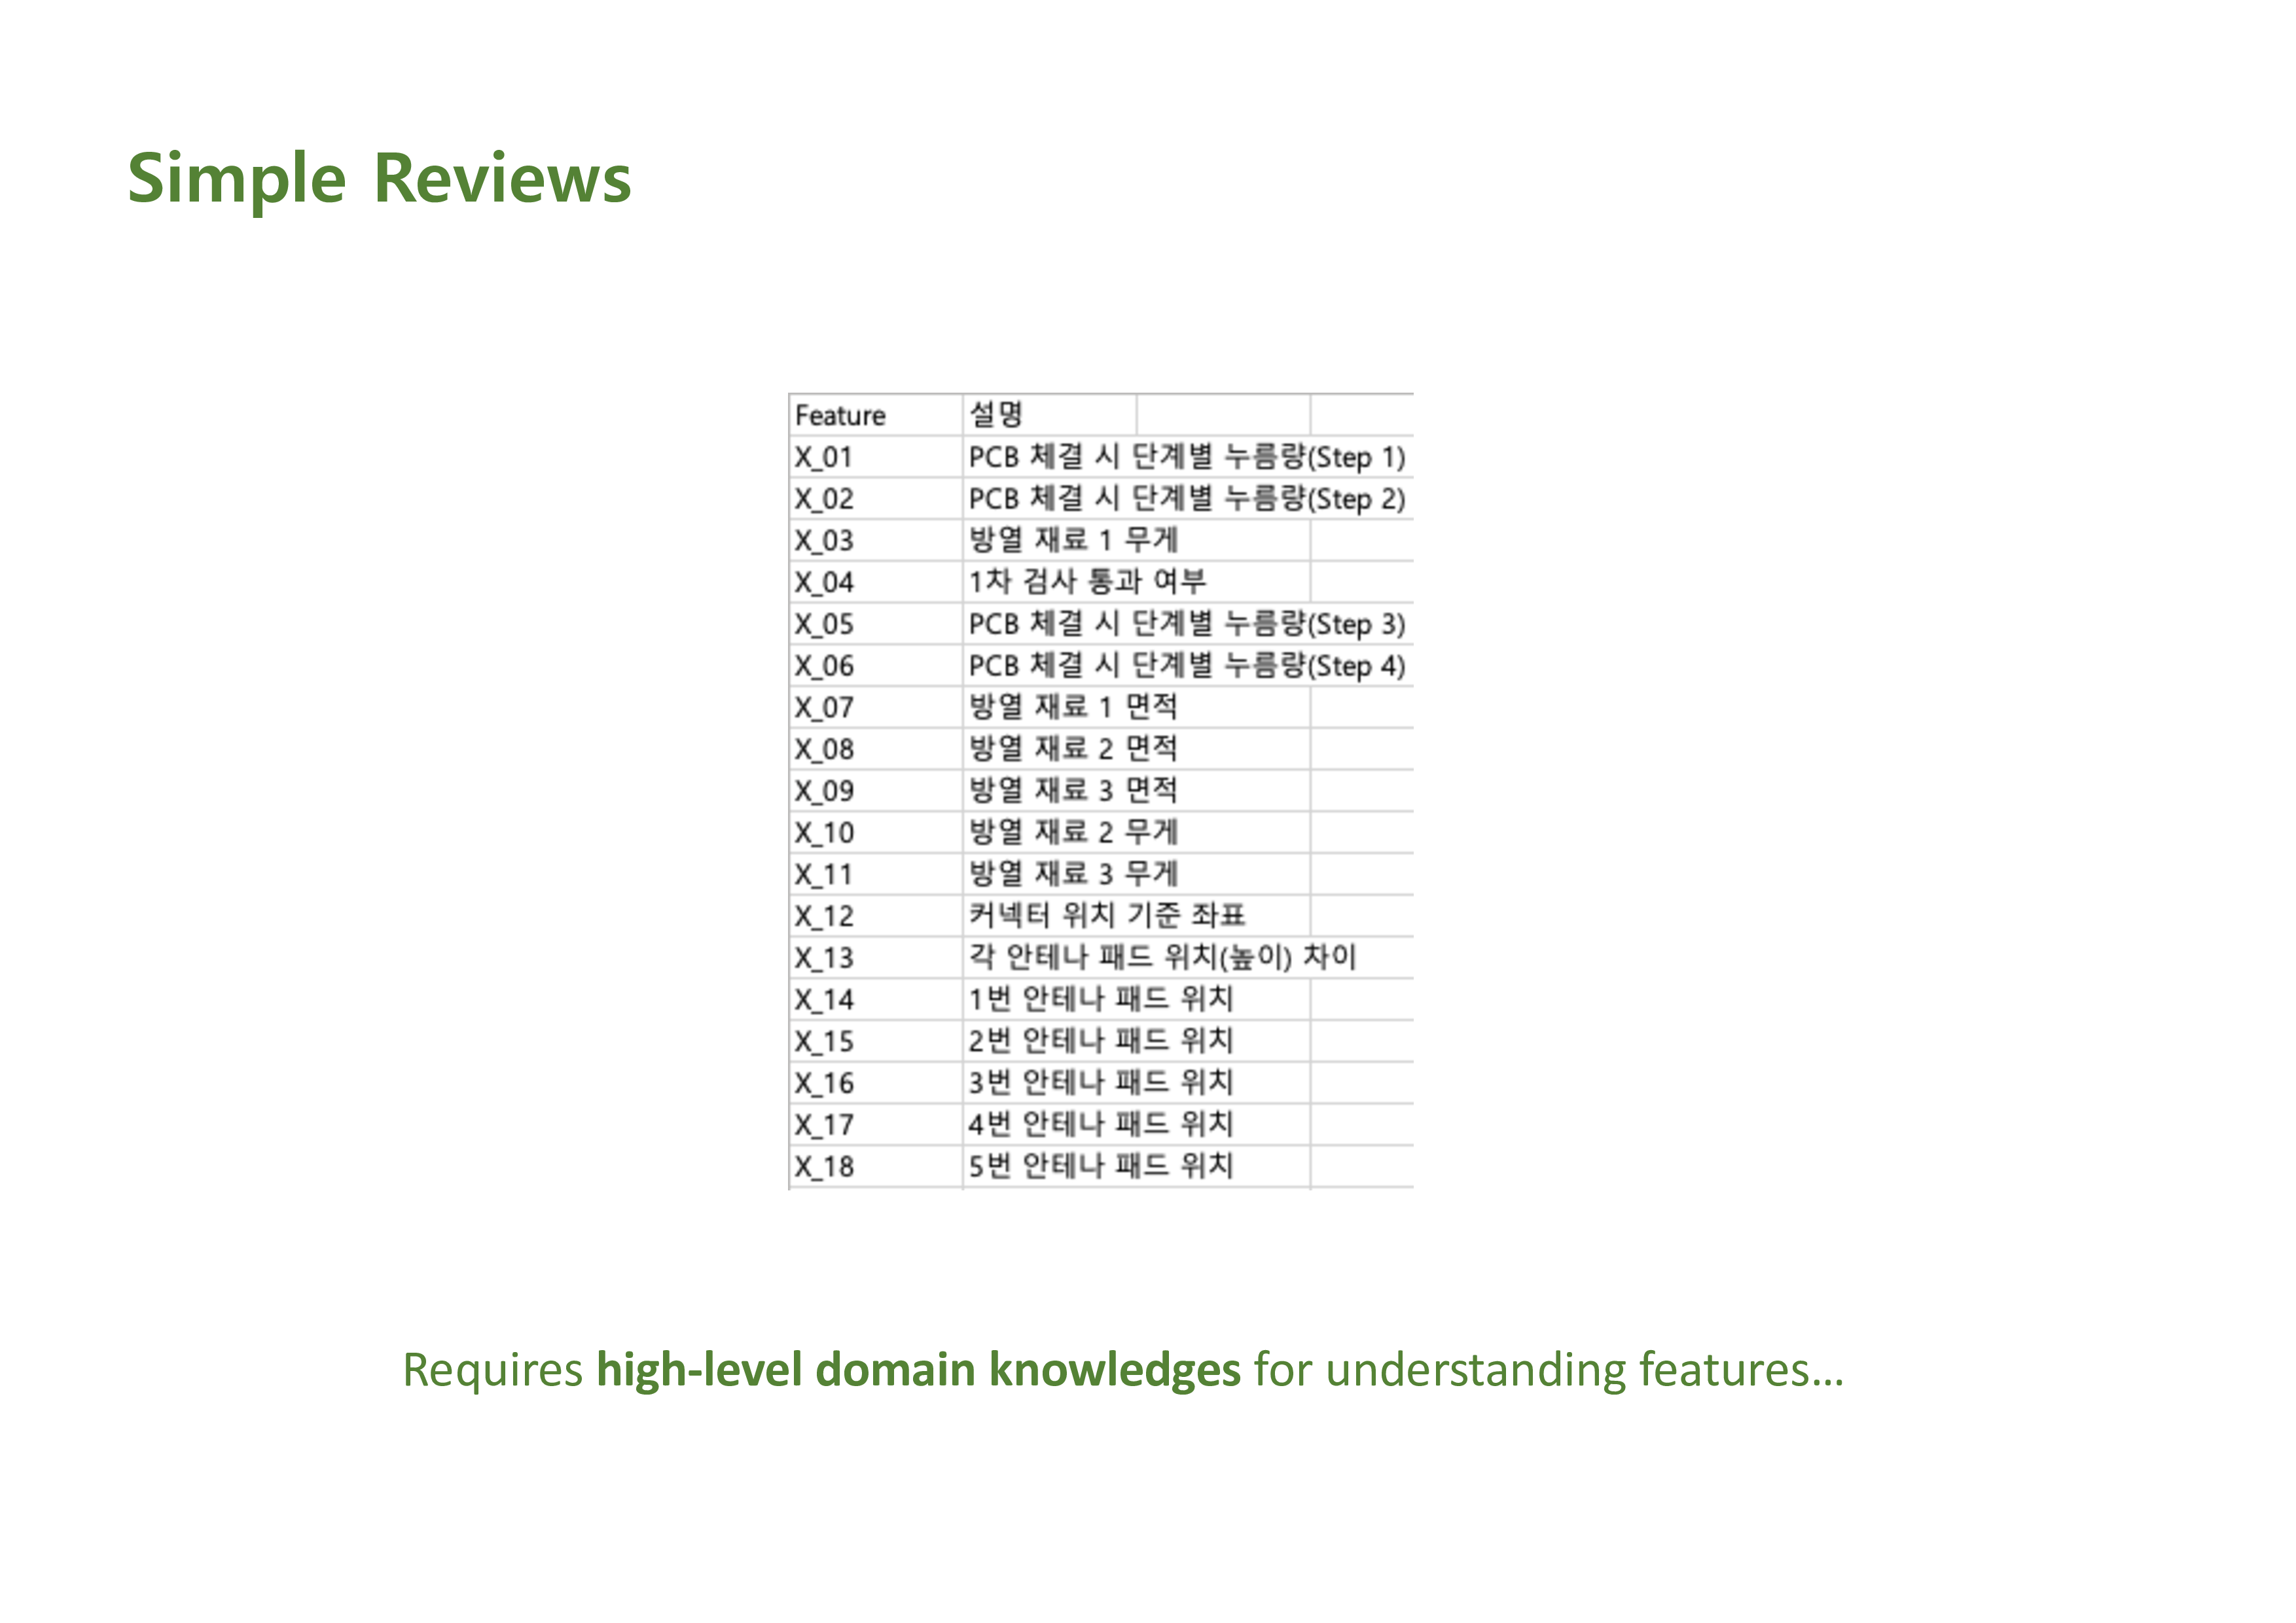 Simple Reviews
Feature 설명
X_01 PCB 체결 시 단계별 누름량(Step 1)
X_02 PCB 체결 시 단계별 누름량(Step 2)
X_03 방열 재료 1 무게
X_04 1차 검사 통과 여부
X_05 PCB 체결 시 단계별 누름량(Step 3)
X_06 PCB 체결 시 단계별 누름량(Step 4)
X_07 방열 재료 1 면적
X_08 방열 재료 2 면적
X_09 방열 재료 3 면적
X_10 방열 재료 2 무게
X_11 방열 재료 3 무게
X_12 커넥터 위치 기준 좌표
X_13 각 안테나 패드 위치(높이) 차이
X_14 1번 안테나 패드 위치
X_15 2번 안테나 패드 위치
X_16 3번 안테나 패드 위치
X_17 4번 안테나 패드 위치
X_18 5번 안테나 패드 위치
Requires high-level domain knowledges for understanding features...